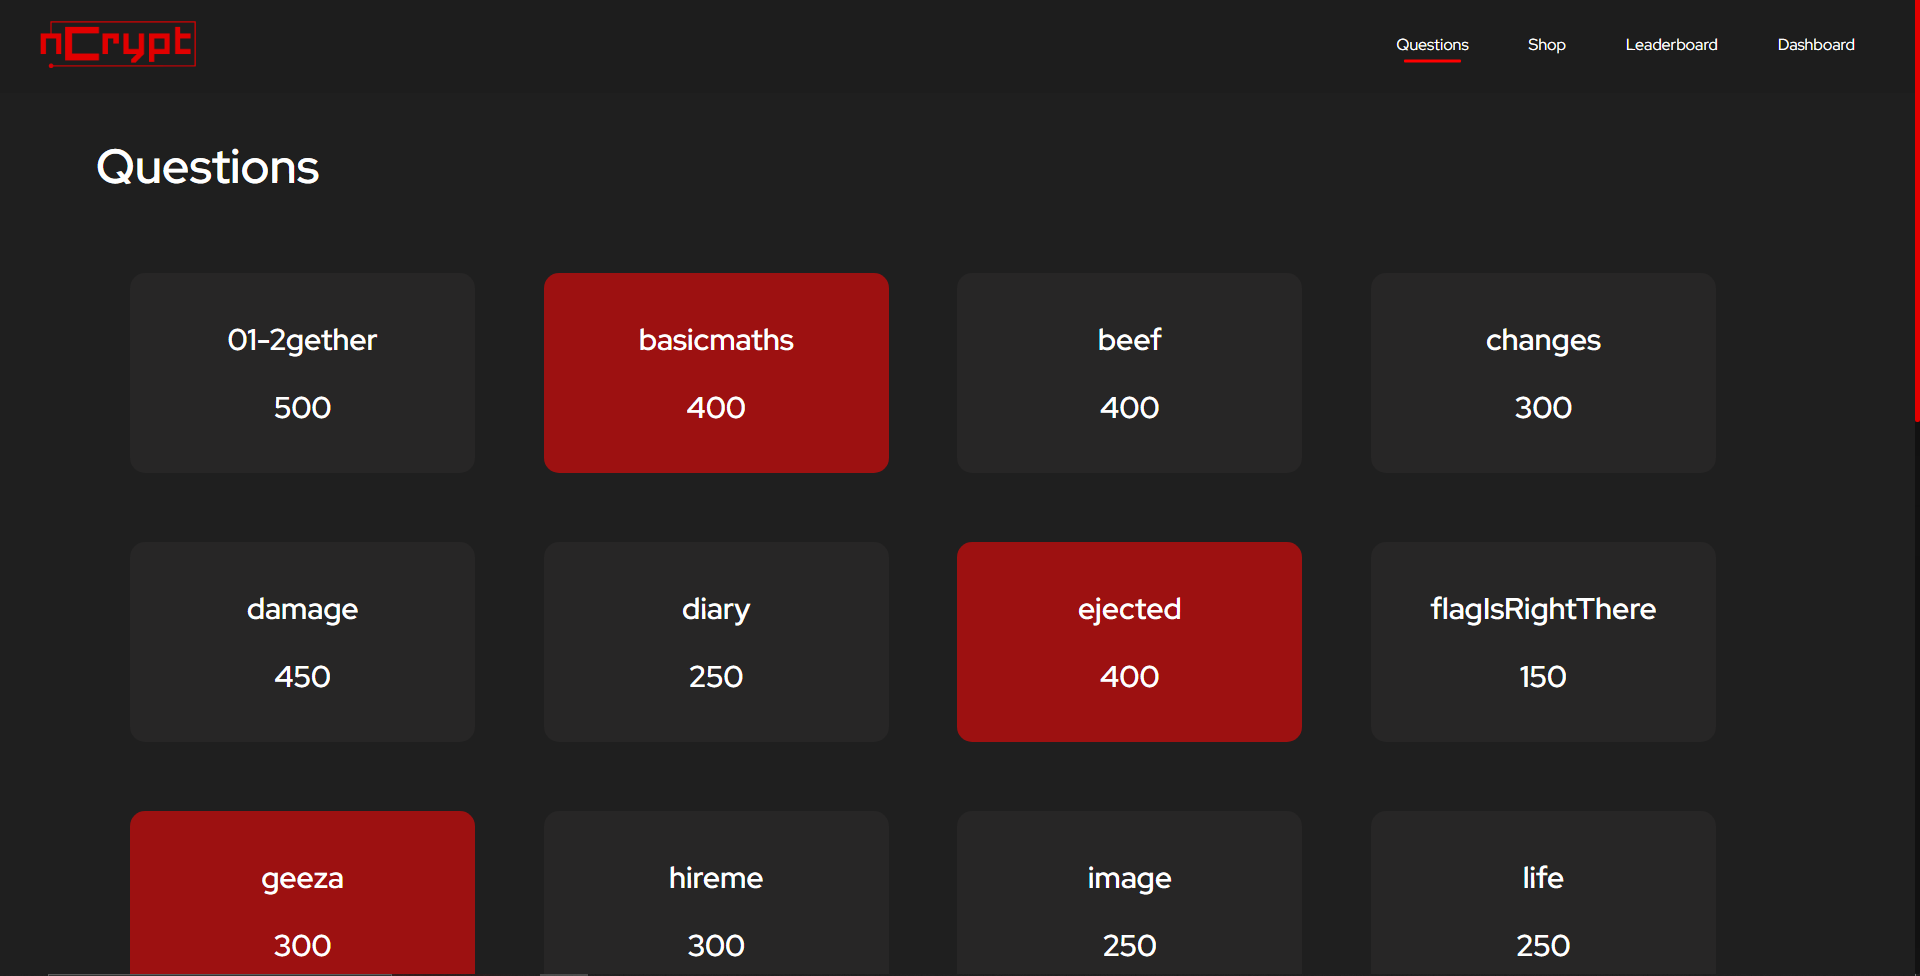 nCrypt
Questions Shop Leaderboard Dashboard
Questions
01-2gether basicmaths beef changes
500 400 400 300
damage diary ejected flagIsRightThere
450 250 400 150
geeza hireme image life
300 300 250 250